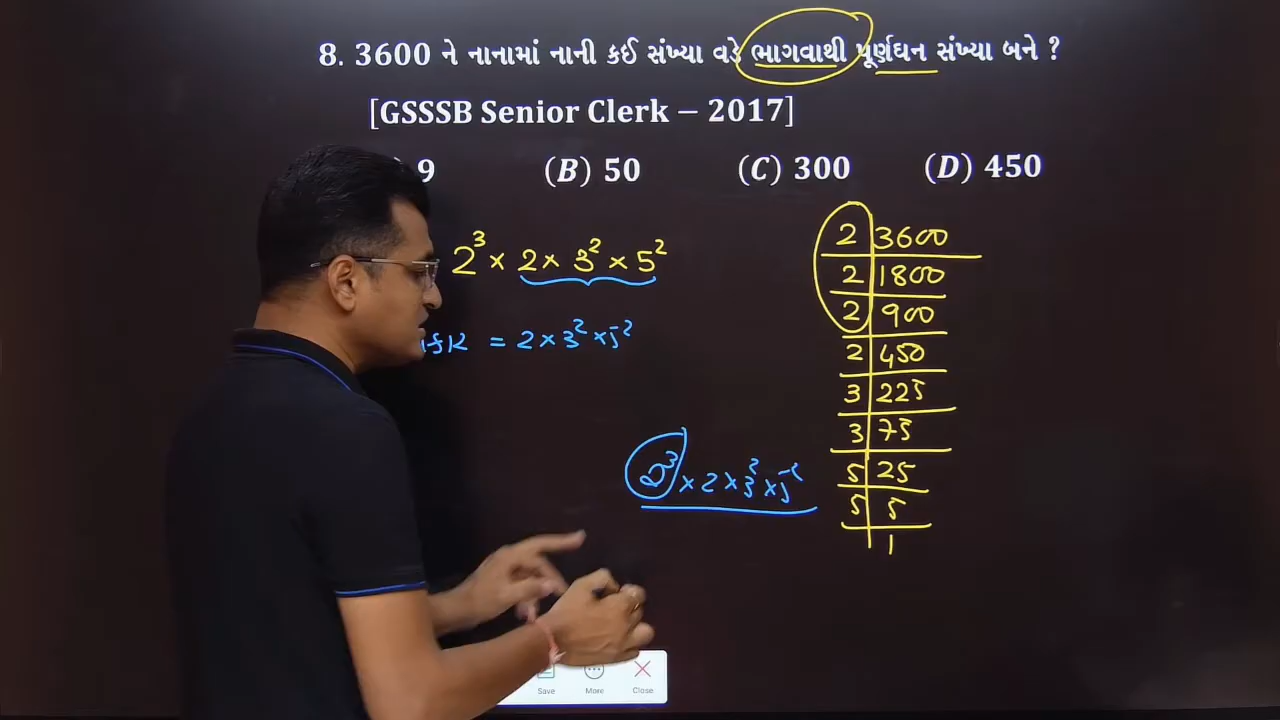 8. 3600 ને નાનામાં નાની કઈ સંખ્યા વડે ભાગવાથી પૂર્ણઘન સંખ્યા બને ?
[GSSSB Senior Clerk – 2017]
9 (B) 50 (C) 300 (D) 450
2³ × 2 × 3² × 5²
= 2 × 3² × 5²
2³ × 2 × 3² × 5²
2 3600
2 1800
2 900
2 450
3 225
3 75
5 25
5 5
1
Save More Close